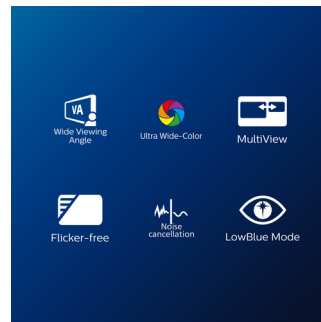 VA
Wide Viewing
Angle
Ultra Wide-Color
MultiView
Flicker-free
Noise
cancellation
LowBlue Mode